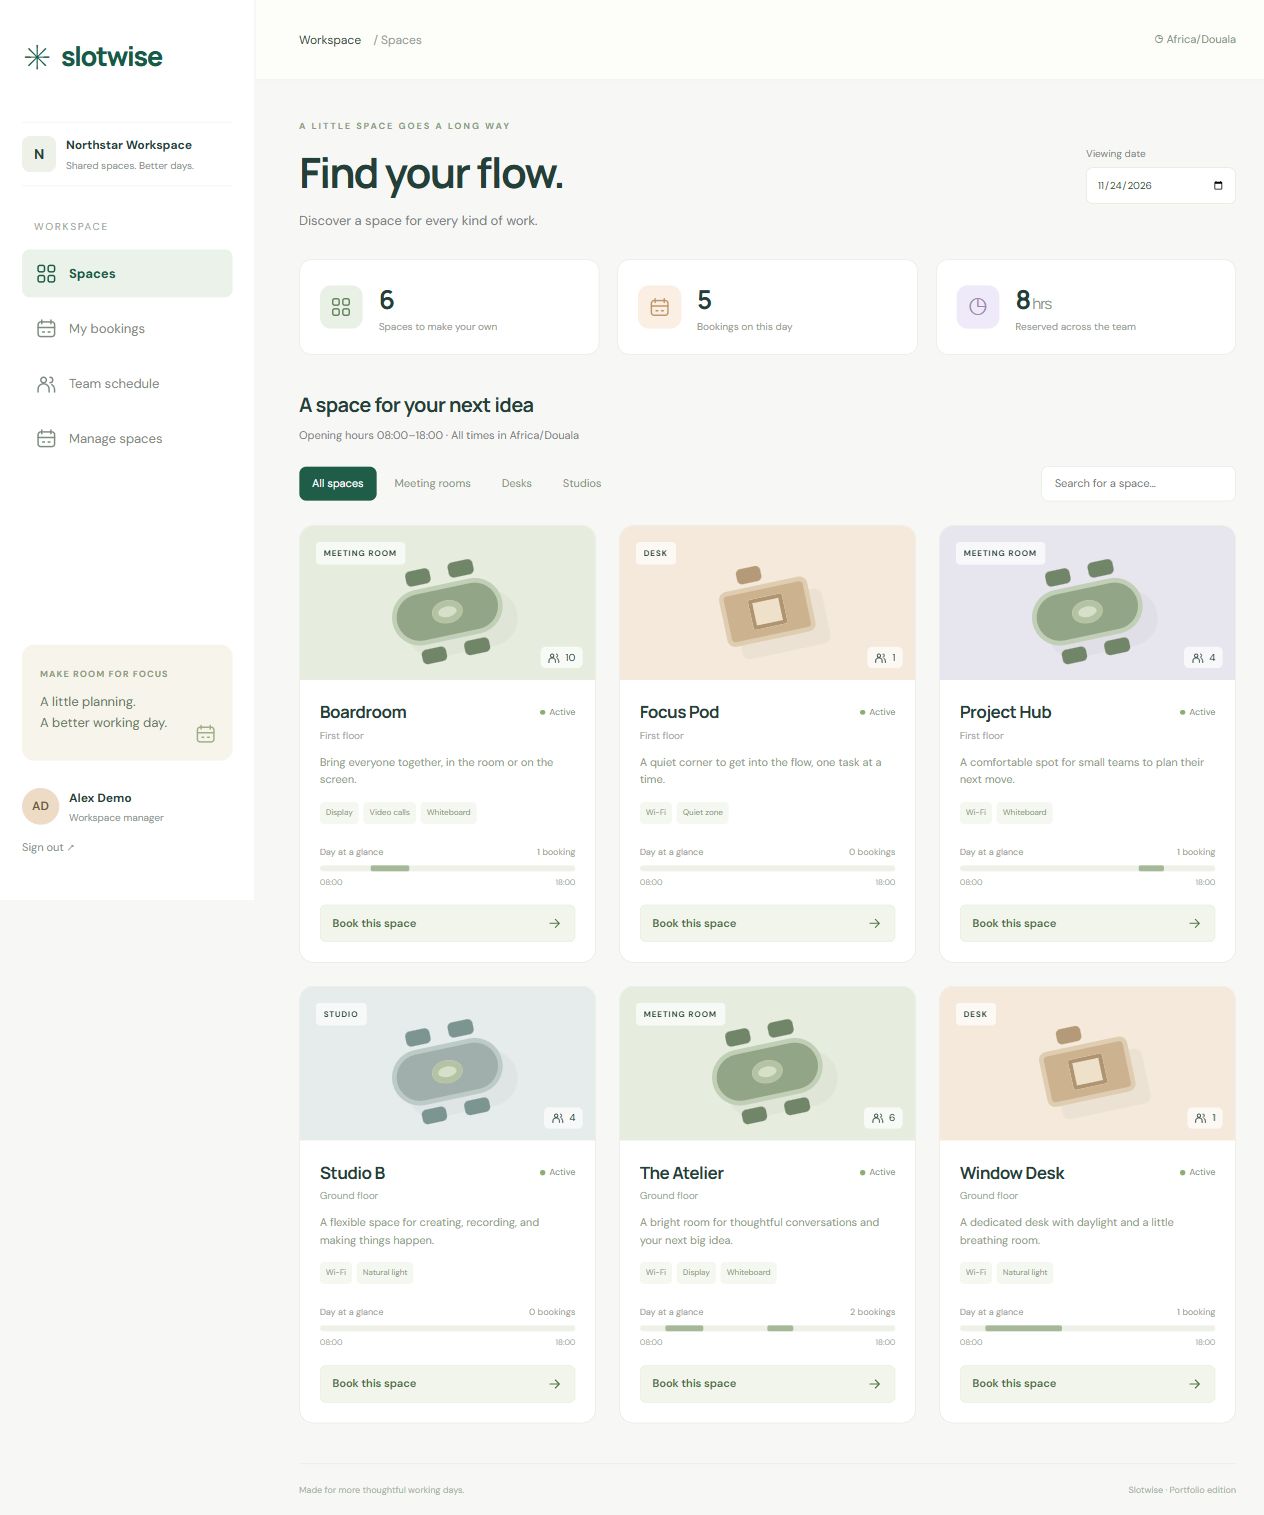 slotwise
N
Northstar Workspace
Shared spaces. Better days.
WORKSPACE
Spaces
My bookings
Team schedule
Manage spaces
MAKE ROOM FOR FOCUS
A little planning.
A better working day.
AD
Alex Demo
Workspace manager
Sign out ↗
Workspace / Spaces
Africa/Douala
A LITTLE SPACE GOES A LONG WAY
Find your flow.
Discover a space for every kind of work.
Viewing date
11/24/2026
6
Spaces to make your own
5
Bookings on this day
8 hrs
Reserved across the team
A space for your next idea
Opening hours 08:00–18:00 · All times in Africa/Douala
All spaces
Meeting rooms
Desks
Studios
Search for a space...
MEETING ROOM
10
Boardroom
Active
First floor
Bring everyone together, in the room or on the
screen.
Display
Video calls
Whiteboard
Day at a glance
1 booking
08:00
18:00
Book this space
DESK
1
Focus Pod
Active
First floor
A quiet corner to get into the flow, one task at a
time.
Wi-Fi
Quiet zone
Day at a glance
0 bookings
08:00
18:00
Book this space
MEETING ROOM
4
Project Hub
Active
First floor
A comfortable spot for small teams to plan their
next move.
Wi-Fi
Whiteboard
Day at a glance
1 booking
08:00
18:00
Book this space
STUDIO
4
Studio B
Active
Ground floor
A flexible space for creating, recording, and
making things happen.
Wi-Fi
Natural light
Day at a glance
0 bookings
08:00
18:00
Book this space
MEETING ROOM
6
The Atelier
Active
Ground floor
A bright room for thoughtful conversations and
your next big idea.
Wi-Fi
Display
Whiteboard
Day at a glance
2 bookings
08:00
18:00
Book this space
DESK
1
Window Desk
Active
Ground floor
A dedicated desk with daylight and a little
breathing room.
Wi-Fi
Natural light
Day at a glance
1 booking
08:00
18:00
Book this space
Made for more thoughtful working days.
Slotwise · Portfolio edition